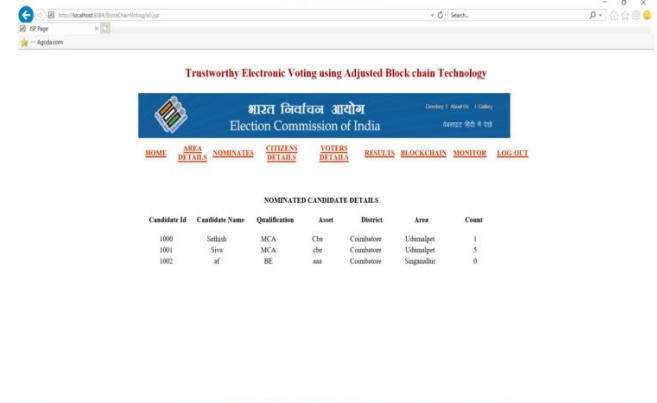 http://localhost:8084/BlockChainVoting/a0.jsp
Search...
JSP Page
Agoda.com
Trustworthy Electronic Voting using Adjusted Block chain Technology
भारत निर्वाचन आयोग
Directory | About Us | Gallery
Election Commission of India
वेबसाइट हिंदी में देखें
HOME AREA DETAILS NOMINATES CITIZENS DETAILS VOTERS DETAILS RESULTS BLOCKCHAIN MONITOR LOG OUT
NOMINATED CANDIDATE DETAILS
Candidate Id Candidate Name Qualification Asset District Area Count
1000 Sathish MCA Cbe Coimbatore Udumalpet 1
1001 Siva MCA cbe Coimbatore Udumalpet 5
1002 af BE aaa Coimbatore Singanallur 0